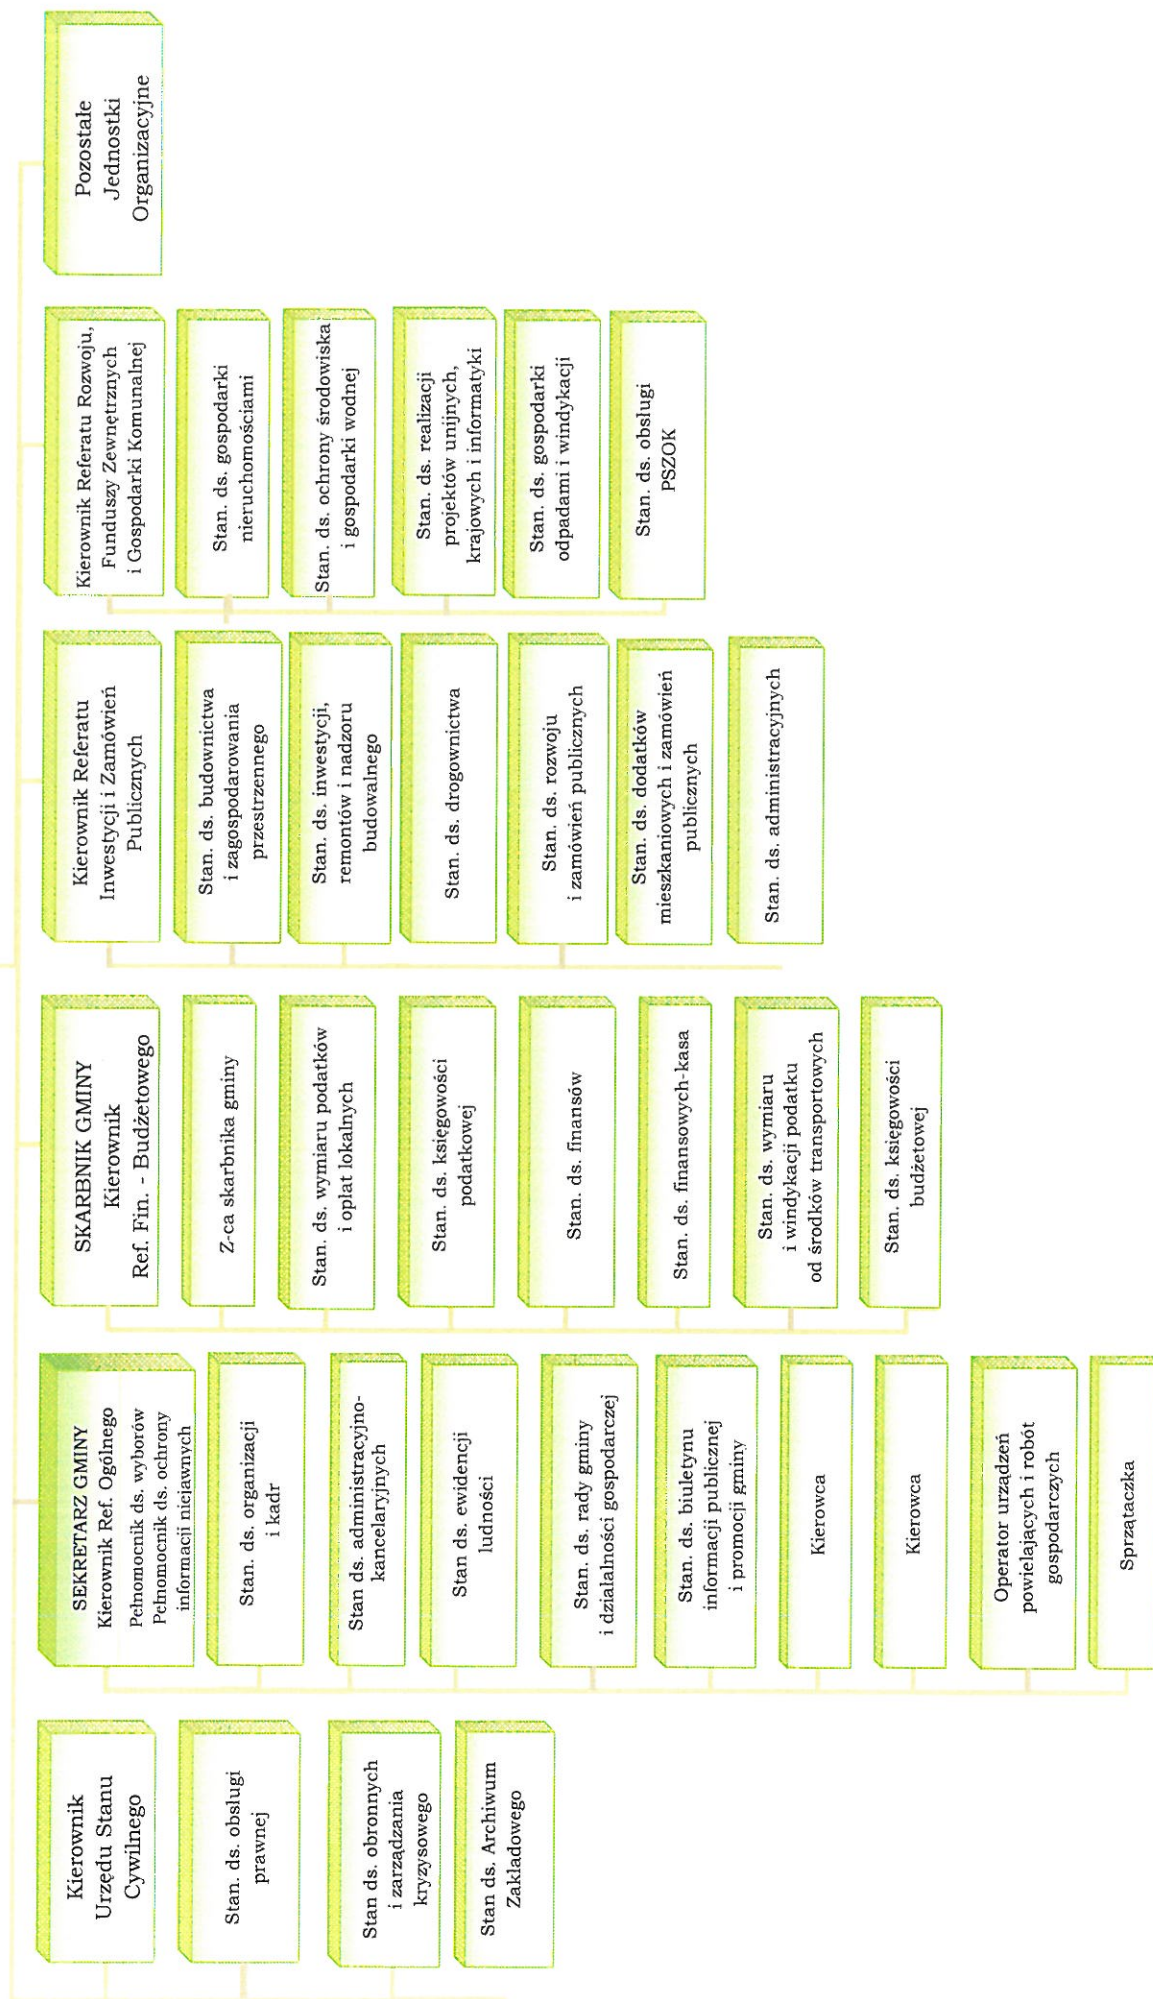 Kierownik
Urzędu Stanu
Cywilnego
Stan. ds. obsługi
prawnej
Stan ds. obronnych
i zarządzania
kryzysowego
Stan ds. Archiwum
Zakładowego
SEKRETARZ GMINY
Kierownik Ref. Ogólnego
Pełnomocnik ds. wyborów
Pełnomocnik ds. ochrony
informacji niejawnych
Stan. ds. organizacji
i kadr
Stan ds. administracyjno-
kancelaryjnych
Stan ds. ewidencji
ludności
Stan. ds. rady gminy
i działalności gospodarczej
Stan. ds. biuletynu
informacji publicznej
i promocji gminy
Kierowca
Kierowca
Operator urządzeń
powielających i robót
gospodarczych
Sprzątaczka
SKARBNIK GMINY
Kierownik
Ref. Fin. - Budżetowego
Z-ca skarbnika gminy
Stan. ds. wymiaru podatków
i opłat lokalnych
Stan. ds. księgowości
podatkowej
Stan. ds. finansów
Stan. ds. finansowych-kasa
Stan. ds. wymiaru
i windykacji podatku
od środków transportowych
Stan. ds. księgowości
budżetowej
Kierownik Referatu
Inwestycji i Zamówień
Publicznych
Stan. ds. budownictwa
i zagospodarowania
przestrzennego
Stan. ds. inwestycji,
remontów i nadzoru
budowalnego
Stan. ds. drogownictwa
Stan. ds. rozwoju
i zamówień publicznych
Stan. ds. dodatków
mieszkaniowych i zamówień
publicznych
Stan. ds. administracyjnych
Kierownik Referatu Rozwoju,
Funduszy Zewnętrznych
i Gospodarki Komunalnej
Stan. ds. gospodarki
nieruchomościami
Stan. ds. ochrony środowiska
i gospodarki wodnej
Stan. ds. realizacji
projektów unijnych,
krajowych i informatyki
Stan. ds. gospodarki
odpadami i windykacji
Stan. ds. obsługi
PSZOK
Pozostałe
Jednostki
Organizacyjne